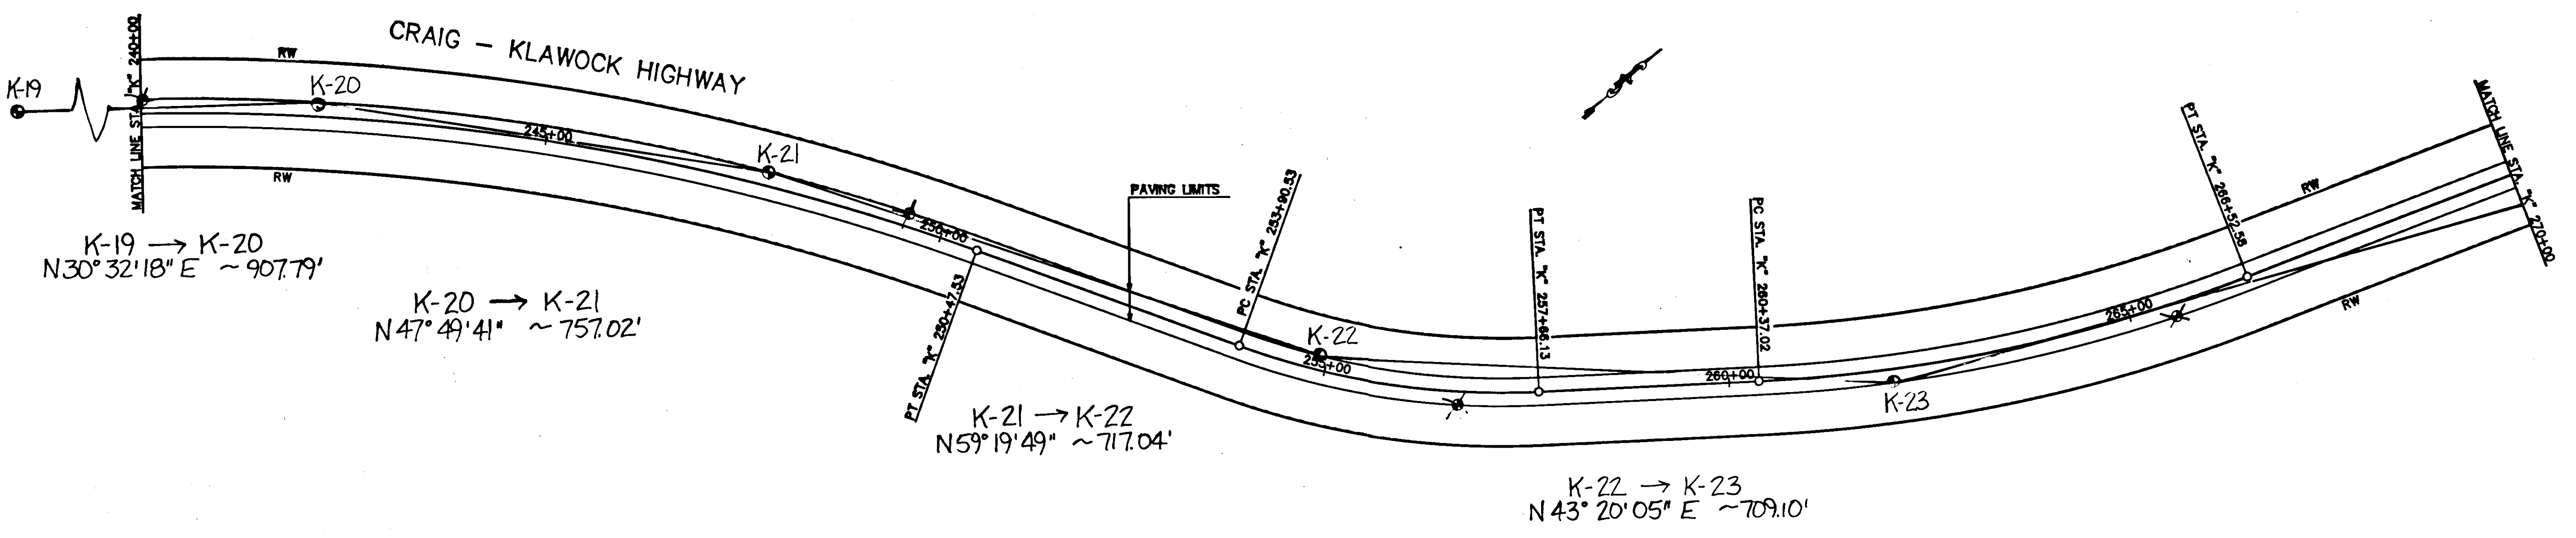 CRAIG – KLAWOCK HIGHWAY
K-19
MATCH LINE STA. "K" 240+00
RW
K-20
RW
245+00
K-21
250+00
PT STA. "K" 250+47.53
PAVING LIMITS
PC STA. "K" 253+90.53
K-22
255+00
PT STA. "K" 257+66.13
PC STA. "K" 260+37.02
260+00
K-23
265+00
PT STA. "K" 266+52.58
RW
RW
MATCH LINE STA. "K" 270+00
K-19 → K-20
N30°32'18" E ~907.79'
K-20 → K-21
N47°49'41" ~757.02'
K-21 → K-22
N59°19'49" ~717.04'
K-22 → K-23
N43°20'05" E ~709.10'